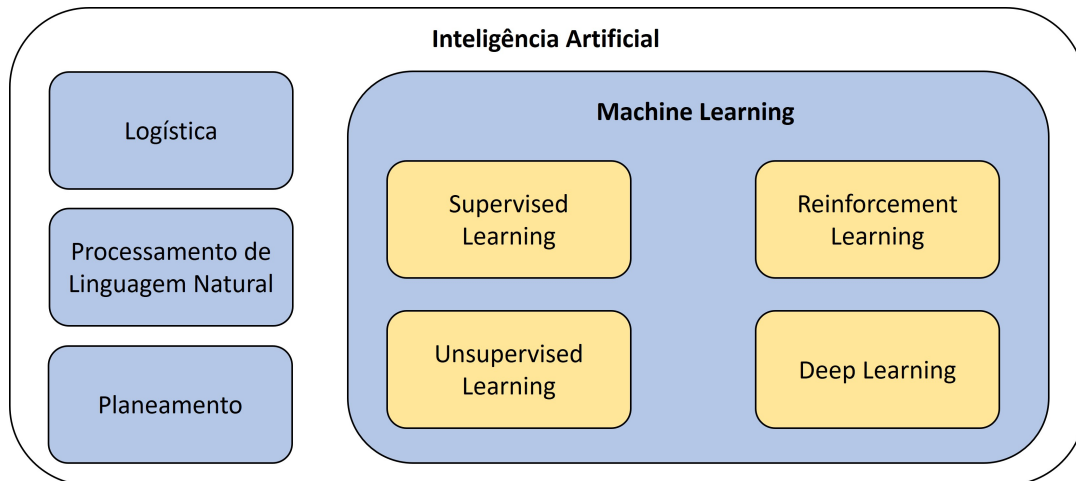 Inteligência Artificial
Logística
Processamento de
Linguagem Natural
Planeamento
Machine Learning
Supervised
Learning
Reinforcement
Learning
Unsupervised
Learning
Deep Learning